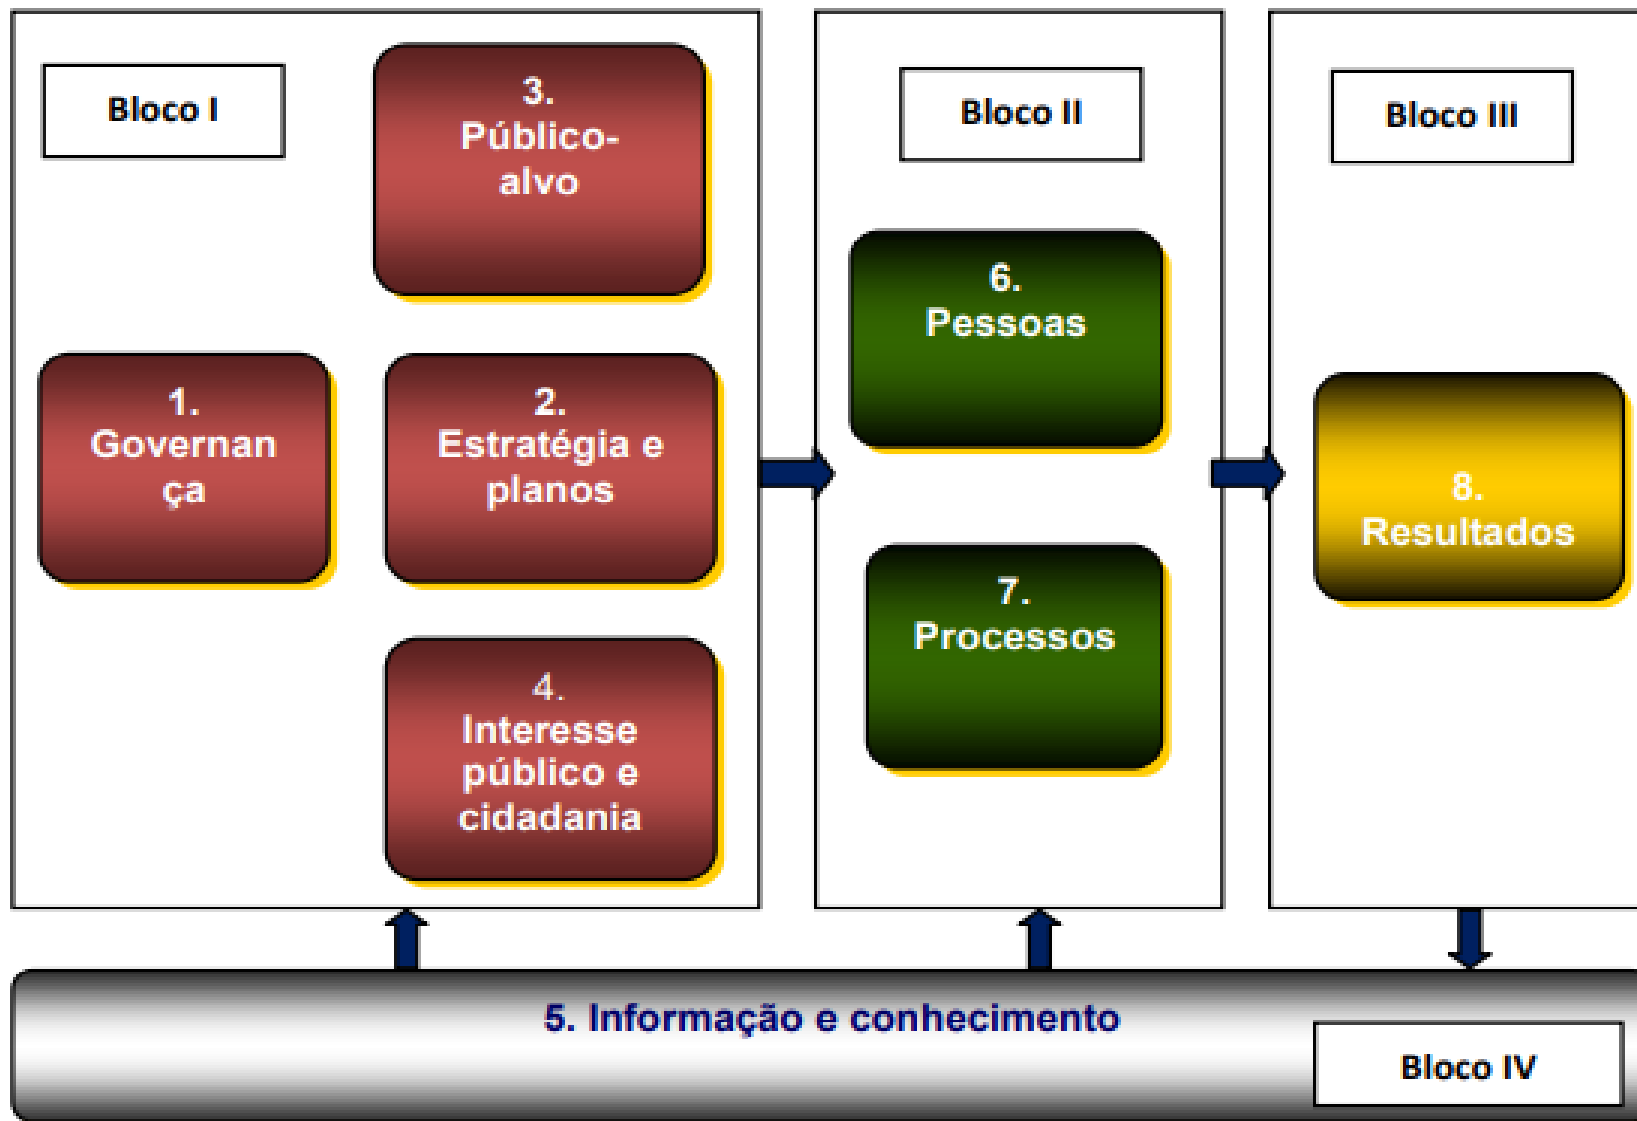 Bloco I
3.
Público-
alvo
1.
Governan
ça
2.
Estratégia e
planos
4.
Interesse
público e
cidadania
Bloco II
6.
Pessoas
7.
Processos
Bloco III
8.
Resultados
5. Informação e conhecimento
Bloco IV